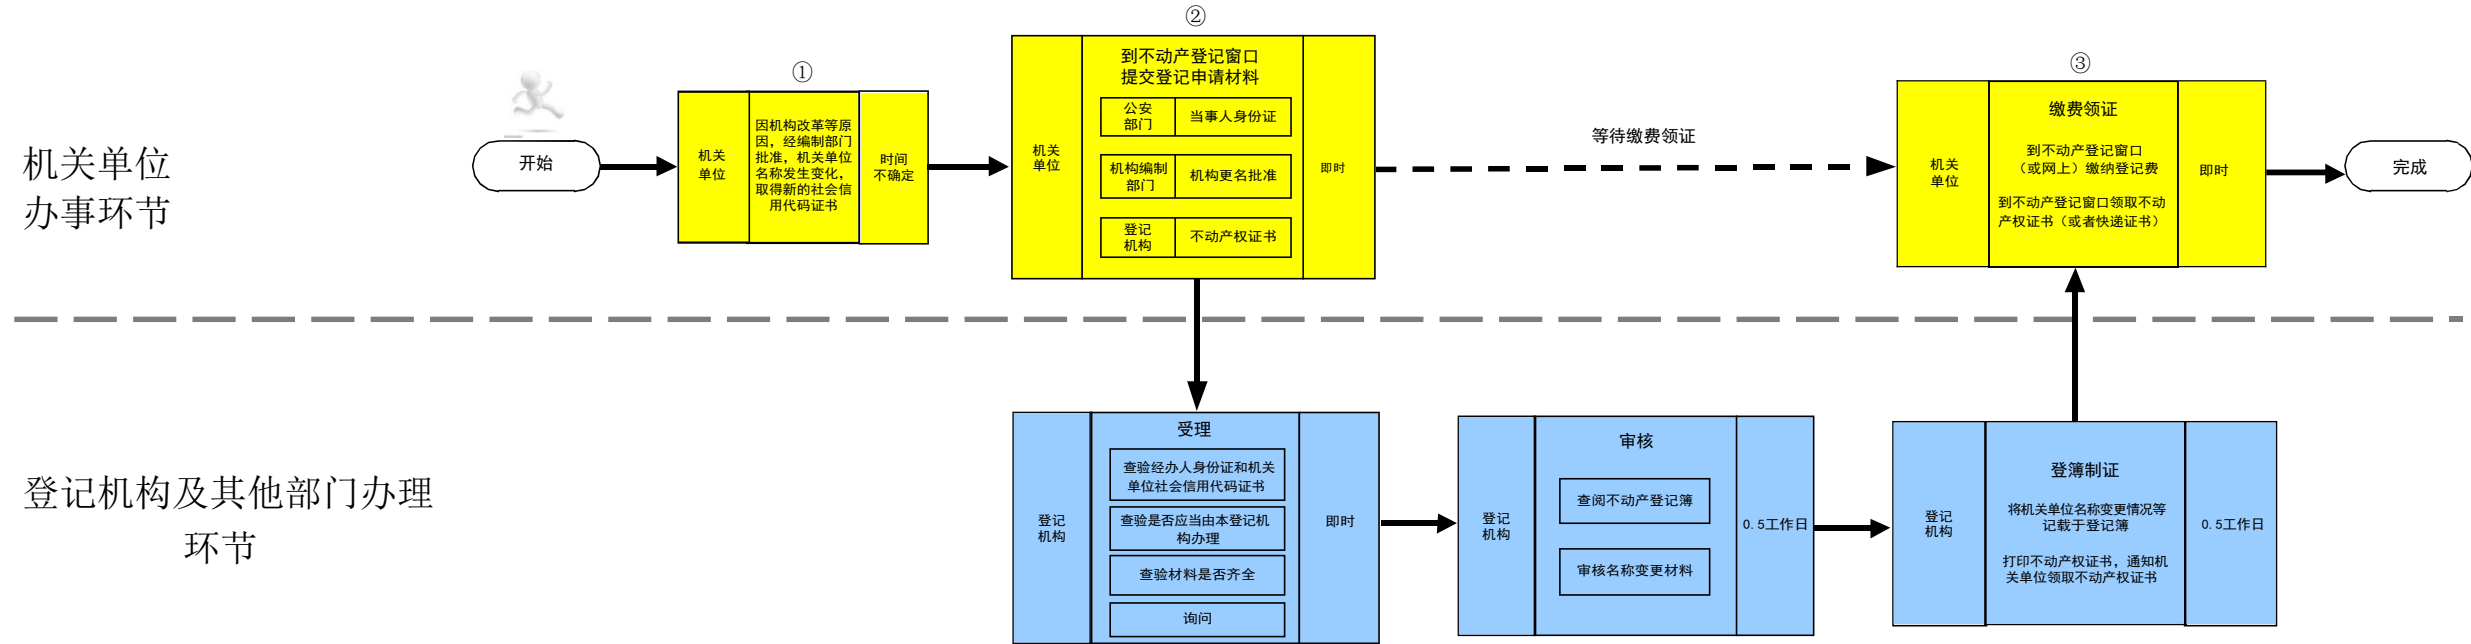 机关单位
办事环节
开始
①
机关
单位
因机构改革等原
因，经编制部门
批准，机关单位
名称发生变化，
取得新的社会信
用代码证书
时间
不确定
②
机关
单位
到不动产登记窗口
提交登记申请材料
公安
部门
当事人身份证
机构编制
部门
机构更名批准
登记
机构
不动产权证书
即时
等待缴费领证
③
机关
单位
缴费领证
到不动产登记窗口
（或网上）缴纳登记费
到不动产登记窗口领取不动
产权证书（或者快递证书）
即时
完成
登记机构及其他部门办理
环节
登记
机构
受理
查验经办人身份证和机关
单位社会信用代码证书
查验是否应当由本登记机
构办理
查验材料是否齐全
询问
即时
登记
机构
审核
查阅不动产登记簿
审核名称变更材料
0.5工作日
登记
机构
登簿制证
将机关单位名称变更情况等
记载于登记簿
打印不动产权证书，通知机
关单位领取不动产权证书
0.5工作日